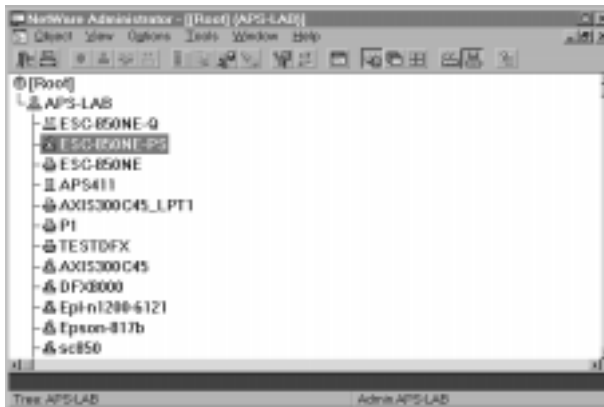 NetWare Administrator - [[Root] (APS-LAB)]
Object View Options Tools Window Help
[Root]
APS-LAB
ESC-850NE-Q
ESC-850NE-PS
ESC-850NE
APS411
AXIS300C45_LPT1
P1
TESTDFX
AXIS300C45
DFX8000
Epl-n1200-6121
Epson-817b
sc850
Tree: APS-LAB
Admin.APS-LAB